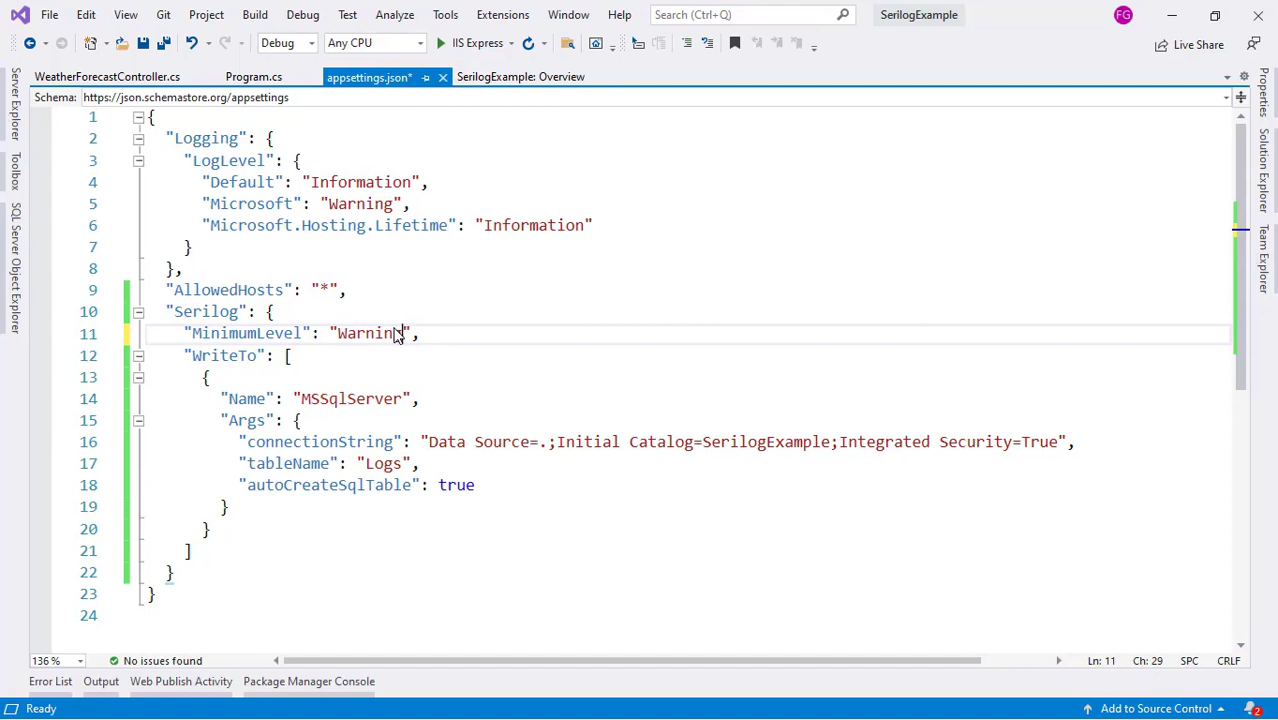 File Edit View Git Project Build Debug Test Analyze Tools Extensions Window Help Search (Ctrl+Q) SerilogExample FG
Debug Any CPU IIS Express Live Share
WeatherForecastController.cs Program.cs appsettings.json* SerilogExample: Overview
Schema: https://json.schemastore.org/appsettings
1 {
2 "Logging": {
3 "LogLevel": {
4 "Default": "Information",
5 "Microsoft": "Warning",
6 "Microsoft.Hosting.Lifetime": "Information"
7 }
8 },
9 "AllowedHosts": "*",
10 "Serilog": {
11 "MinimumLevel": "Warning",
12 "WriteTo": [
13 {
14 "Name": "MSSqlServer",
15 "Args": {
16 "connectionString": "Data Source=.;Initial Catalog=SerilogExample;Integrated Security=True",
17 "tableName": "Logs",
18 "autoCreateSqlTable": true
19 }
20 }
21 ]
22 }
23 }
24
Server Explorer
Toolbox
SQL Server Object Explorer
Properties
Solution Explorer
Team Explorer
136 % No issues found Ln: 11 Ch: 29 SPC CRLF
Error List Output Web Publish Activity Package Manager Console
Ready Add to Source Control 2